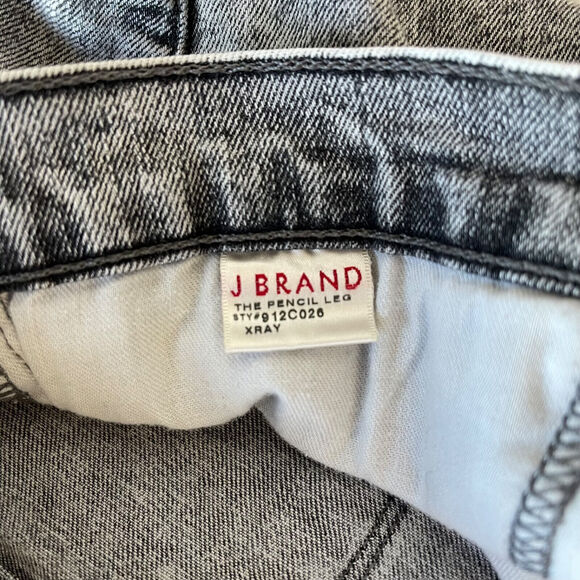 J BRAND
THE PENCIL LEG
STY#912C026
XRAY